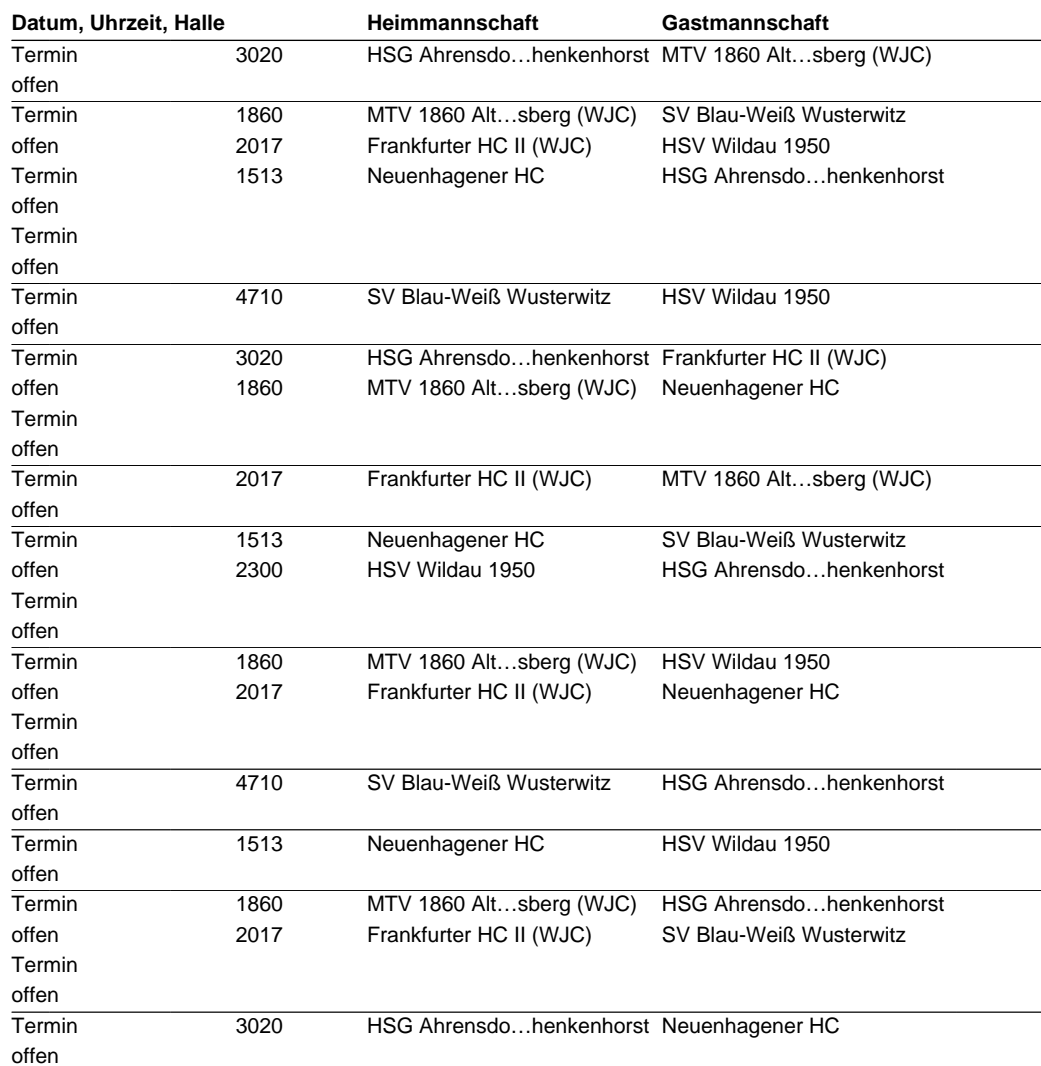 Datum, Uhrzeit, Halle Heimmannschaft Gastmannschaft
Termin 3020 HSG Ahrensdo…henkenhorst MTV 1860 Alt…sberg (WJC)
offen
Termin 1860 MTV 1860 Alt…sberg (WJC) SV Blau-Weiß Wusterwitz
offen 2017 Frankfurter HC II (WJC) HSV Wildau 1950
Termin 1513 Neuenhagener HC HSG Ahrensdo…henkenhorst
offen
Termin
offen
Termin 4710 SV Blau-Weiß Wusterwitz HSV Wildau 1950
offen
Termin 3020 HSG Ahrensdo…henkenhorst Frankfurter HC II (WJC)
offen 1860 MTV 1860 Alt…sberg (WJC) Neuenhagener HC
Termin
offen
Termin 2017 Frankfurter HC II (WJC) MTV 1860 Alt…sberg (WJC)
offen
Termin 1513 Neuenhagener HC SV Blau-Weiß Wusterwitz
offen 2300 HSV Wildau 1950 HSG Ahrensdo…henkenhorst
Termin
offen
Termin 1860 MTV 1860 Alt…sberg (WJC) HSV Wildau 1950
offen 2017 Frankfurter HC II (WJC) Neuenhagener HC
Termin
offen
Termin 4710 SV Blau-Weiß Wusterwitz HSG Ahrensdo…henkenhorst
offen
Termin 1513 Neuenhagener HC HSV Wildau 1950
offen
Termin 1860 MTV 1860 Alt…sberg (WJC) HSG Ahrensdo…henkenhorst
offen 2017 Frankfurter HC II (WJC) SV Blau-Weiß Wusterwitz
Termin
offen
Termin 3020 HSG Ahrensdo…henkenhorst Neuenhagener HC
offen